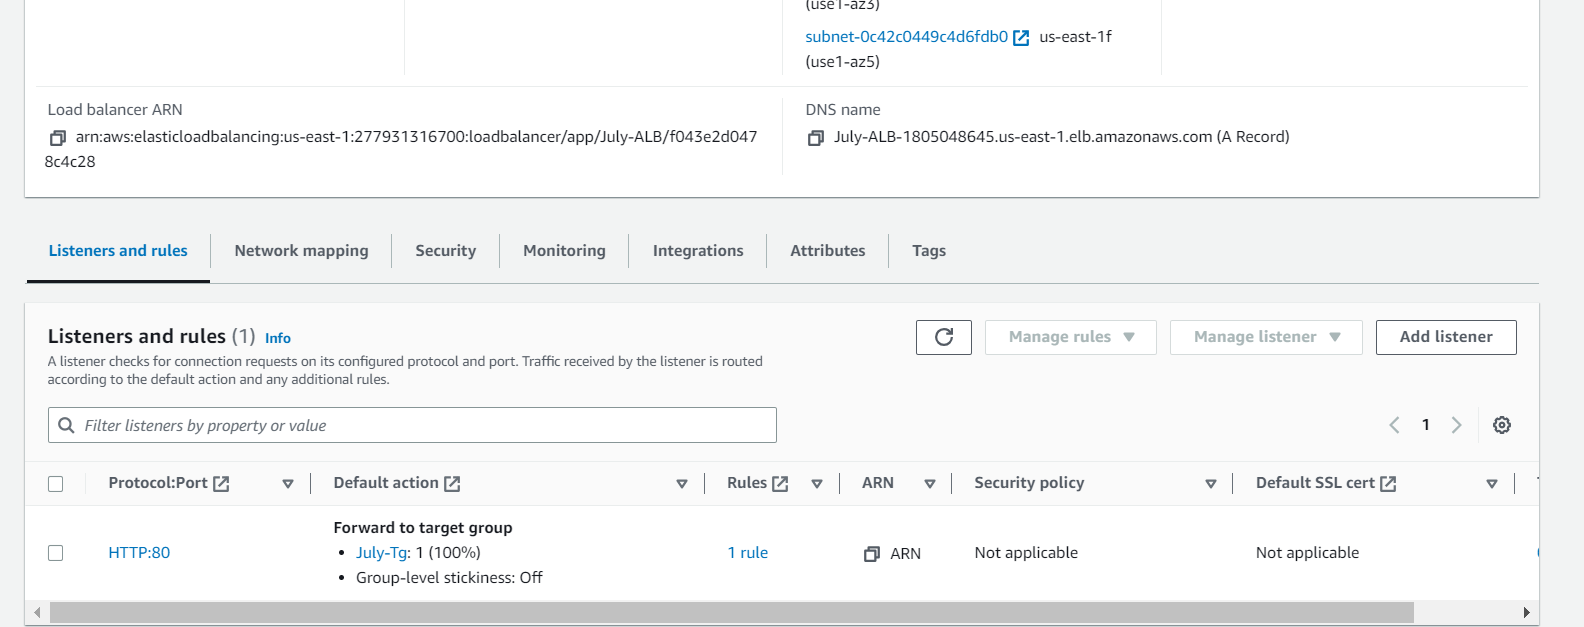 (use1-az3)
subnet-0c42c0449c4d6fdb0 us-east-1f
(use1-az5)
Load balancer ARN
arn:aws:elasticloadbalancing:us-east-1:277931316700:loadbalancer/app/July-ALB/f043e2d047
8c4c28
DNS name
July-ALB-1805048645.us-east-1.elb.amazonaws.com (A Record)
Listeners and rules Network mapping Security Monitoring Integrations Attributes Tags
Listeners and rules (1) Info
A listener checks for connection requests on its configured protocol and port. Traffic received by the listener is routed
according to the default action and any additional rules.
Manage rules Manage listener Add listener
Filter listeners by property or value
1
Protocol:Port Default action Rules ARN Security policy Default SSL cert
HTTP:80
Forward to target group
• July-Tg: 1 (100%)
• Group-level stickiness: Off
1 rule
ARN
Not applicable
Not applicable